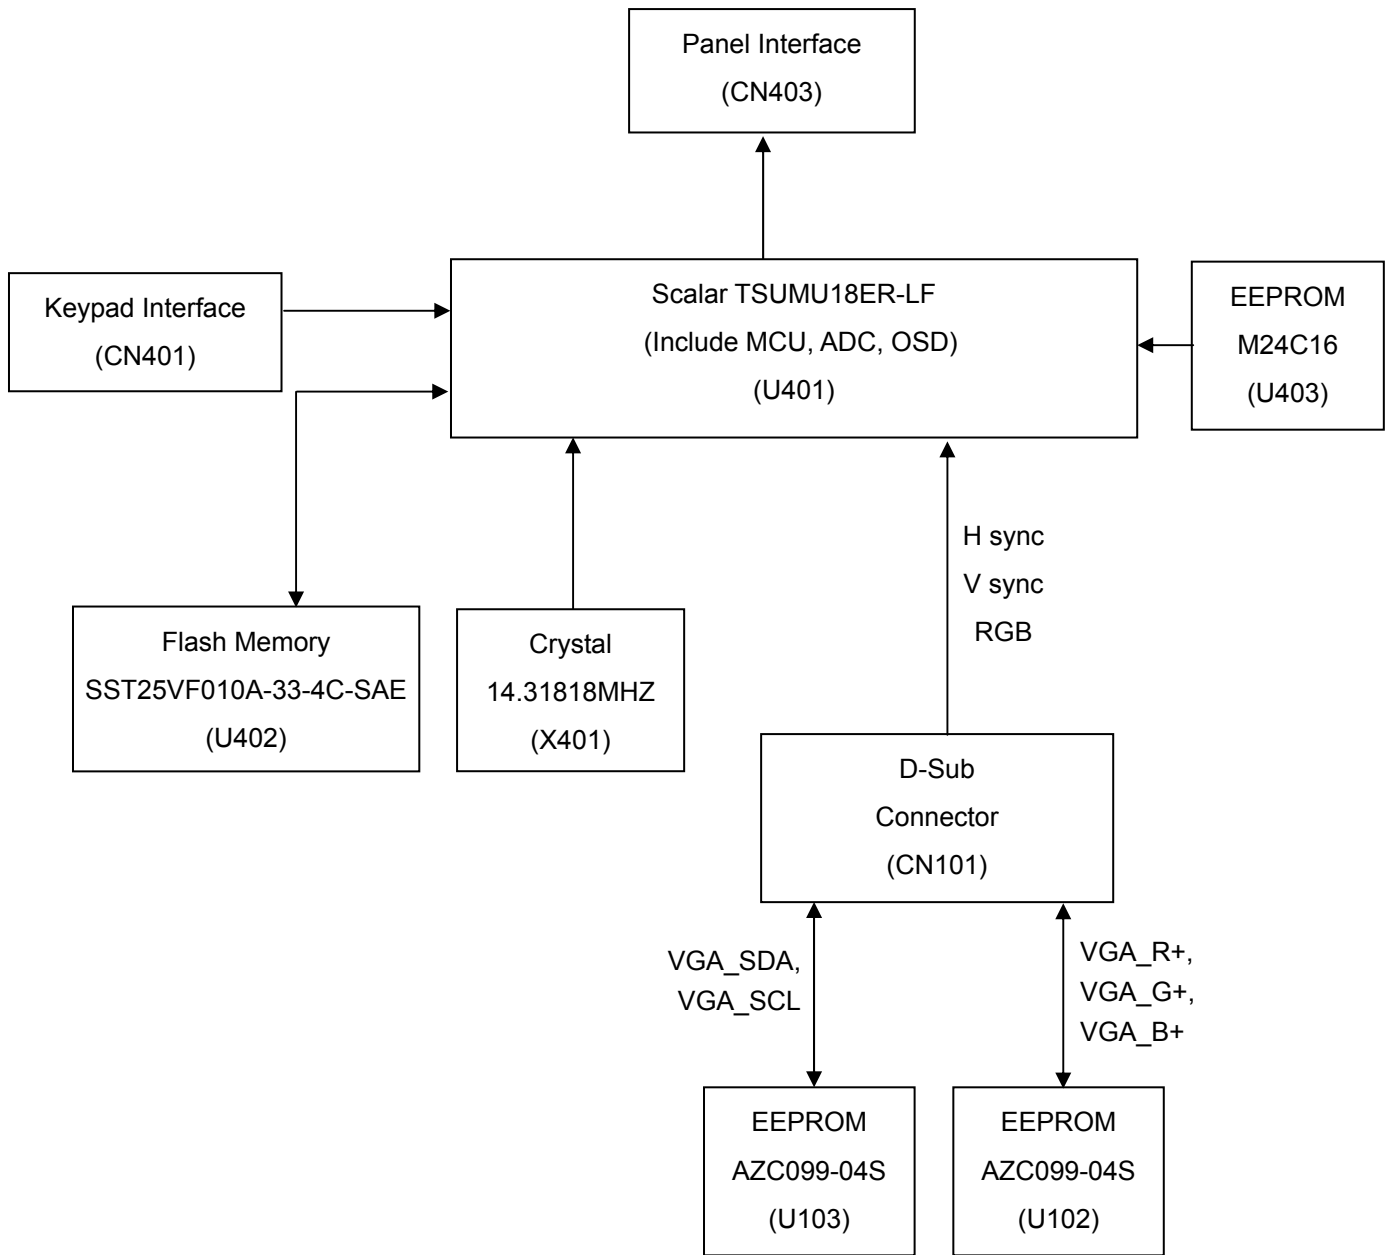 Panel Interface
(CN403)
Keypad Interface
(CN401)
Scalar TSUMU18ER-LF
(Include MCU, ADC, OSD)
(U401)
EEPROM
M24C16
(U403)
H sync
V sync
RGB
Flash Memory
SST25VF010A-33-4C-SAE
(U402)
Crystal
14.31818MHZ
(X401)
D-Sub
Connector
(CN101)
VGA_SDA,
VGA_SCL
VGA_R+,
VGA_G+,
VGA_B+
EEPROM
AZC099-04S
(U103)
EEPROM
AZC099-04S
(U102)